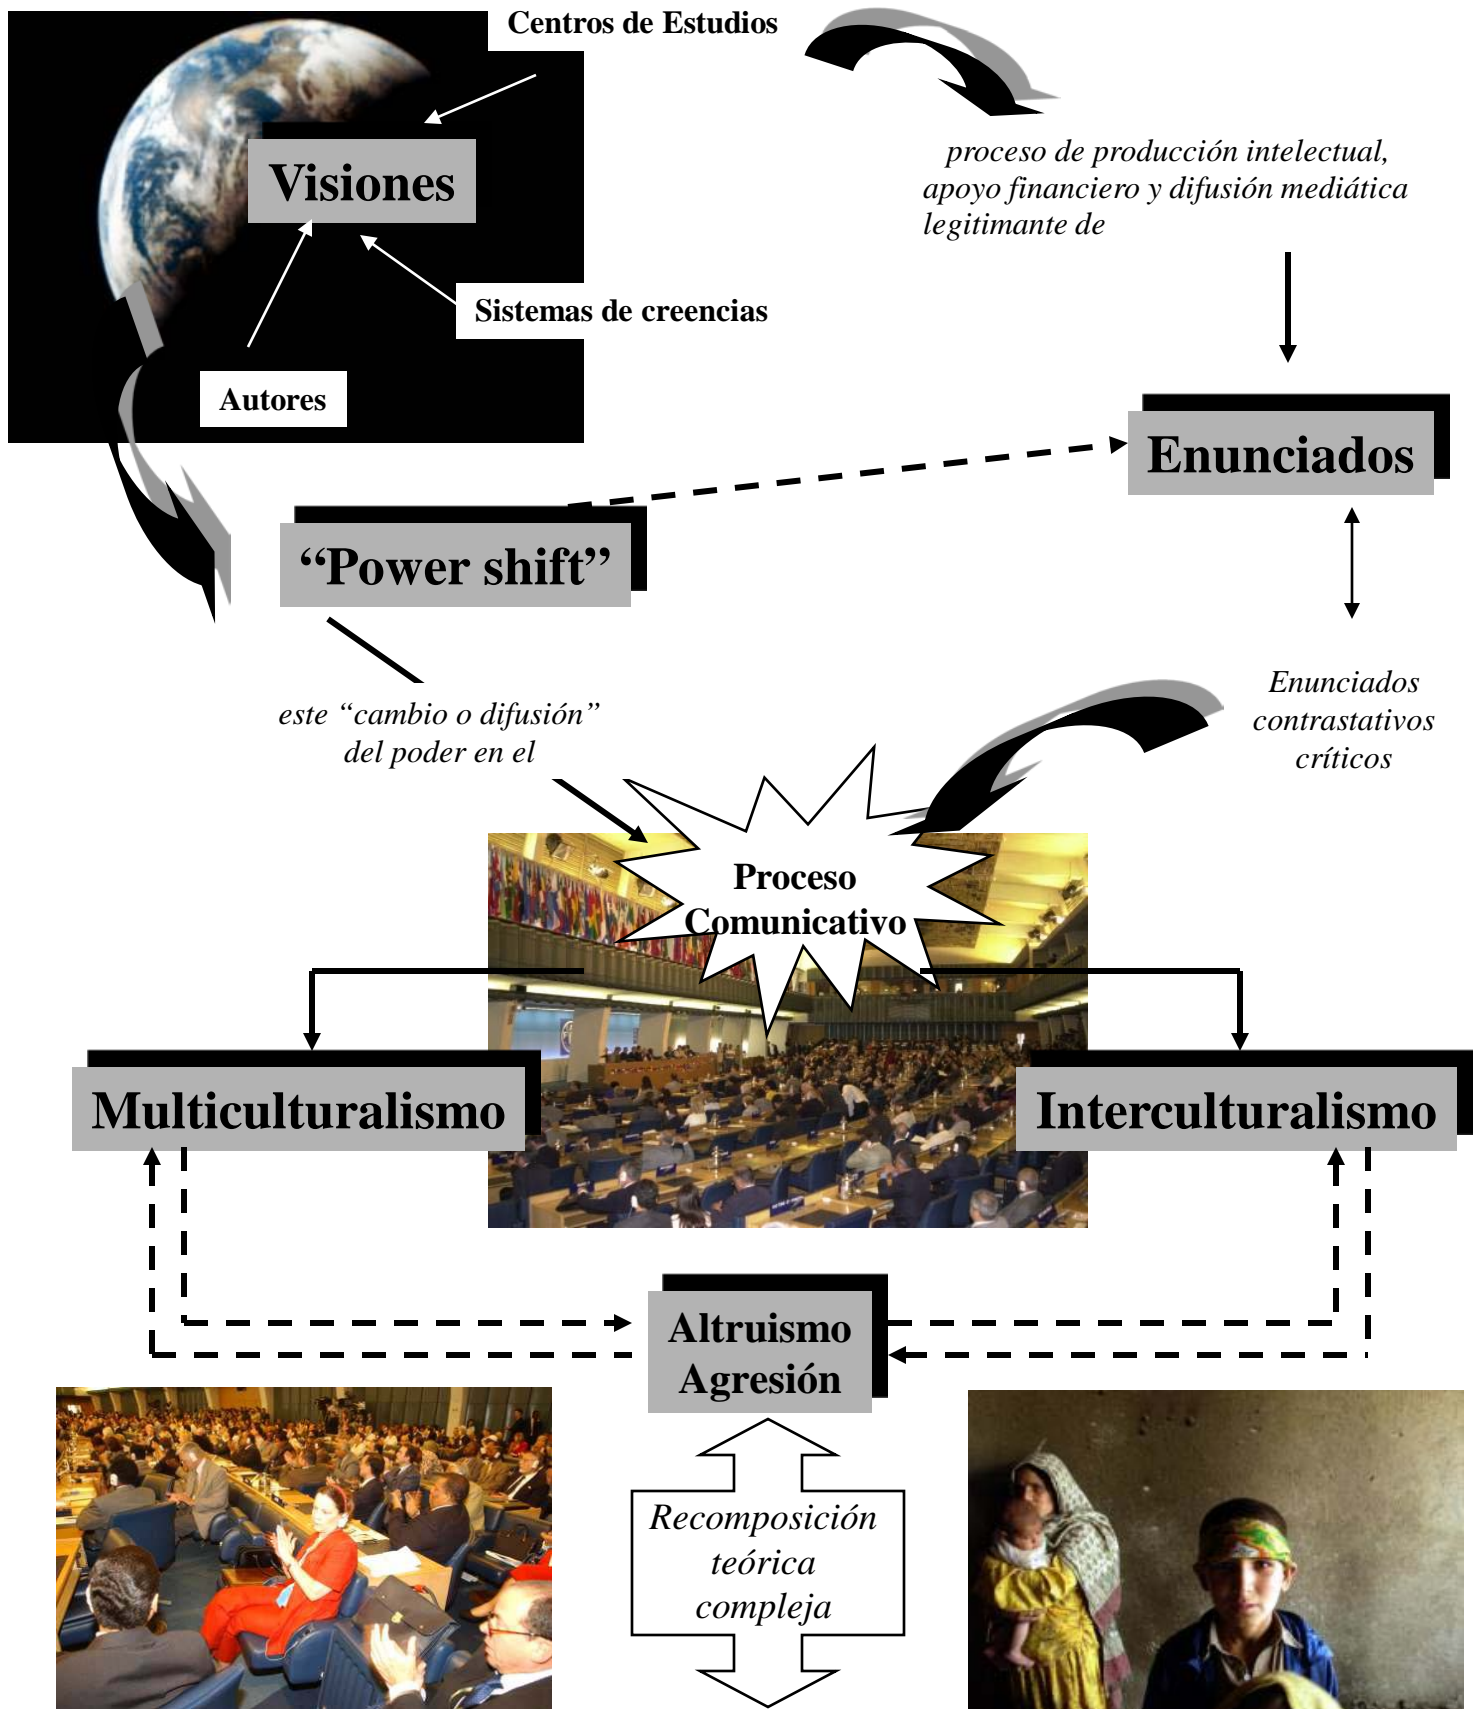 Centros de Estudios
Visiones
Sistemas de creencias
Autores
proceso de producción intelectual,
apoyo financiero y difusión mediática
legitimante de
Enunciados
“Power shift”
este “cambio o difusión”
del poder en el
Enunciados
contrastativos
críticos
Proceso
Comunicativo
Multiculturalismo
Interculturalismo
Altruismo
Agresión
Recomposición
teórica
compleja